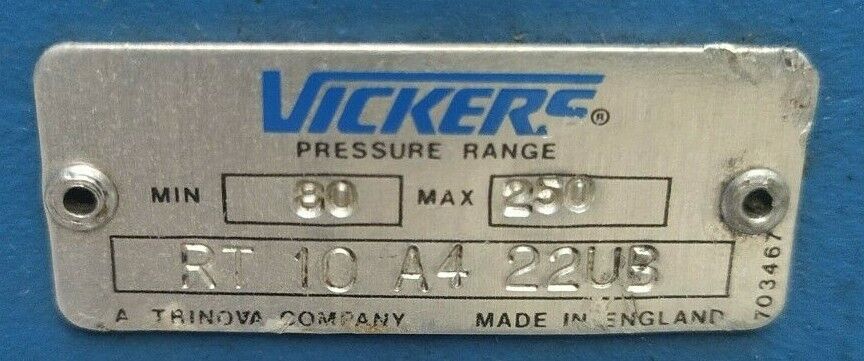 VICKERS®
PRESSURE RANGE
MIN 80 MAX 250
RT 10 A4 22UB
A TRINOVA COMPANY MADE IN ENGLAND
703467